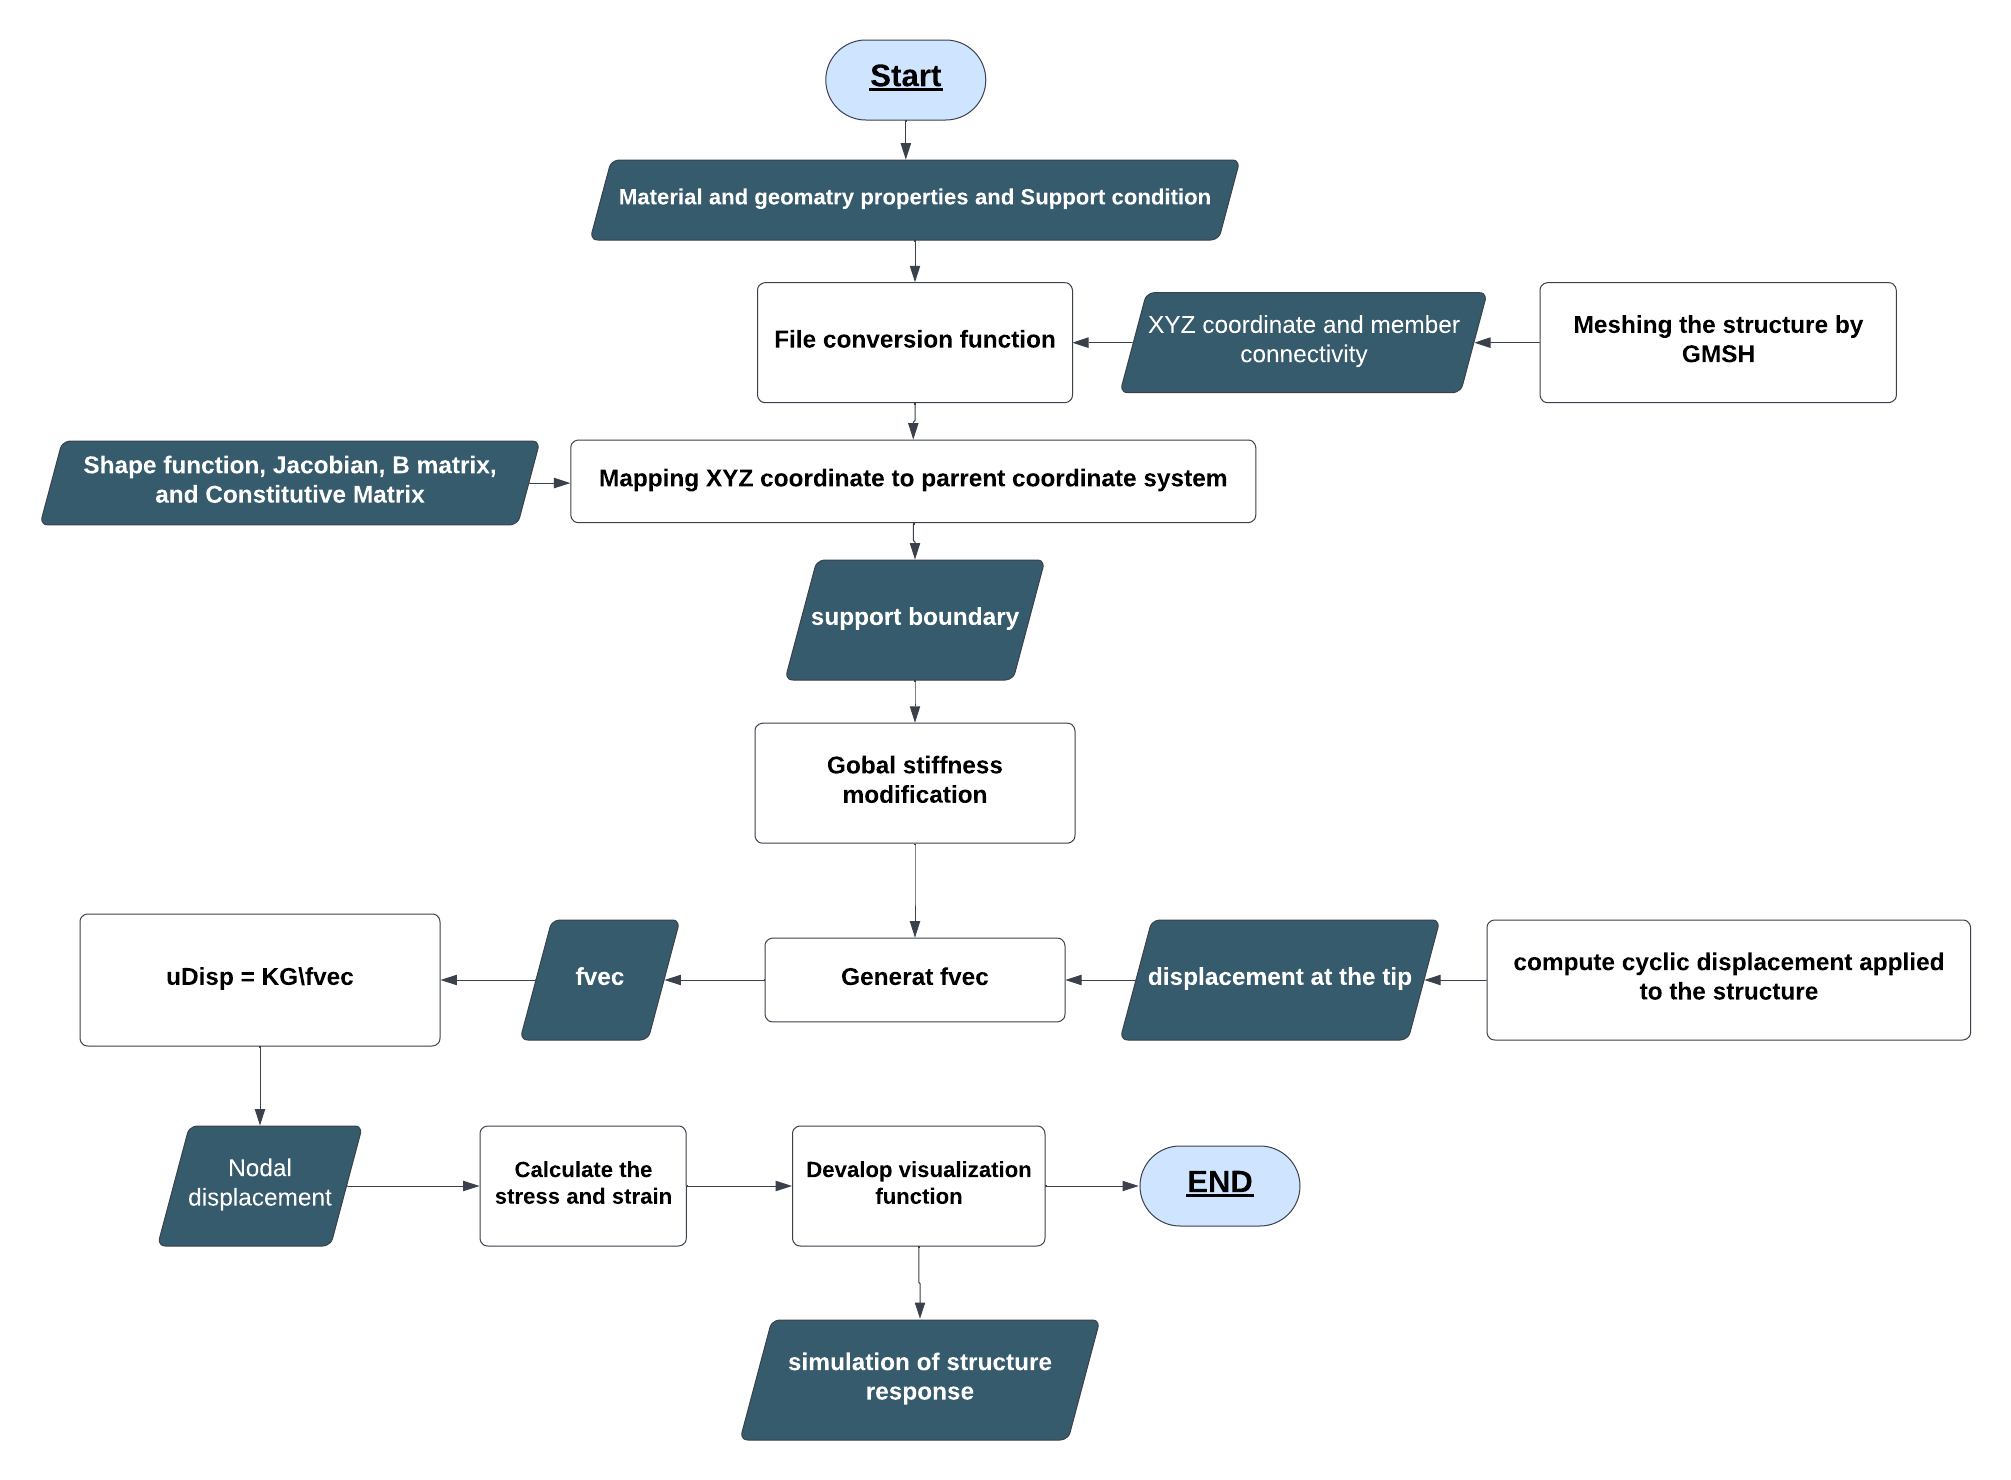 Start
Material and geomatry properties and Support condition
File conversion function
XYZ coordinate and member
connectivity
Meshing the structure by
GMSH
Shape function, Jacobian, B matrix,
and Constitutive Matrix
Mapping XYZ coordinate to parrent coordinate system
support boundary
Gobal stiffness
modification
uDisp = KG\fvec
fvec
Generat fvec
displacement at the tip
compute cyclic displacement applied
to the structure
Nodal
displacement
Calculate the
stress and strain
Devalop visualization
function
END
simulation of structure
response